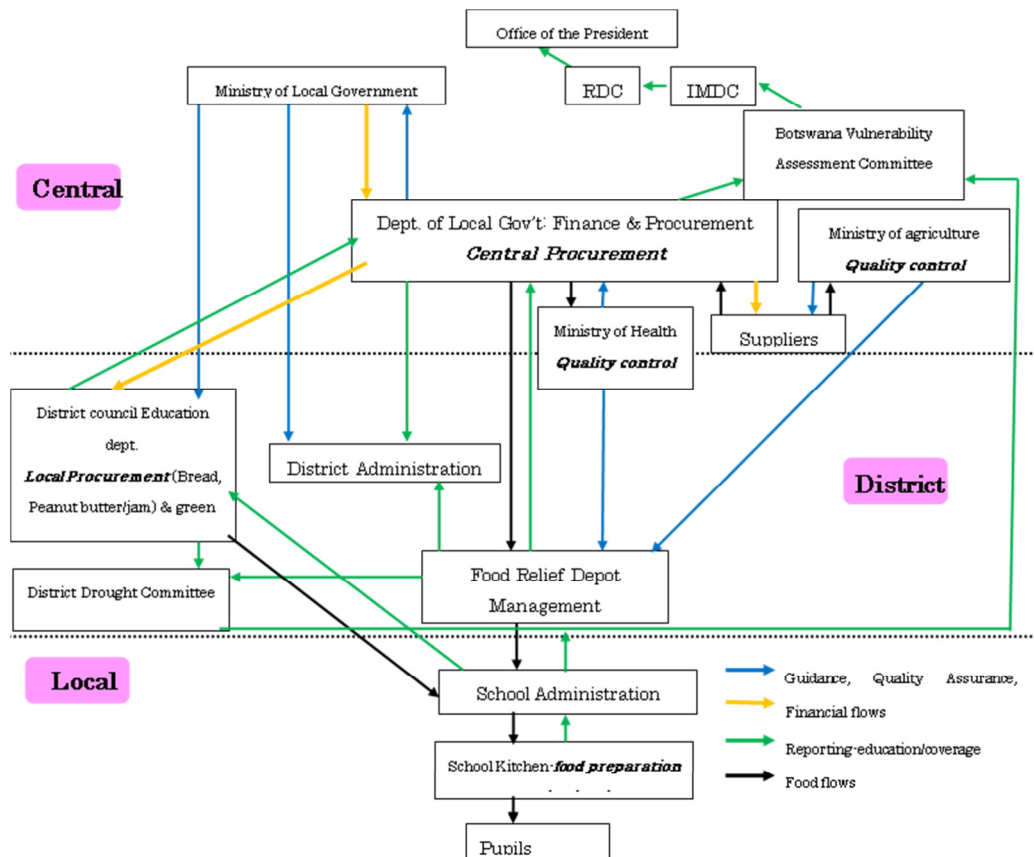 Office of the President
Ministry of Local Government
RDC
IMDC
Botswana Vulnerability
Assessment Committee
Central
Dept. of Local Gov't: Finance & Procurement
Central Procurement
Ministry of agriculture
Quality control
Ministry of Health
Quality control
Suppliers
District council Education
dept.
Local Procurement (Bread,
Peanut butter/jam) & green
District Administration
District
Food Relief Depot
Management
District Drought Committee
Local
School Administration
School Kitchen-food preparation
Pupils
Guidance, Quality Assurance,
Financial flows
Reporting-education/coverage
Food flows